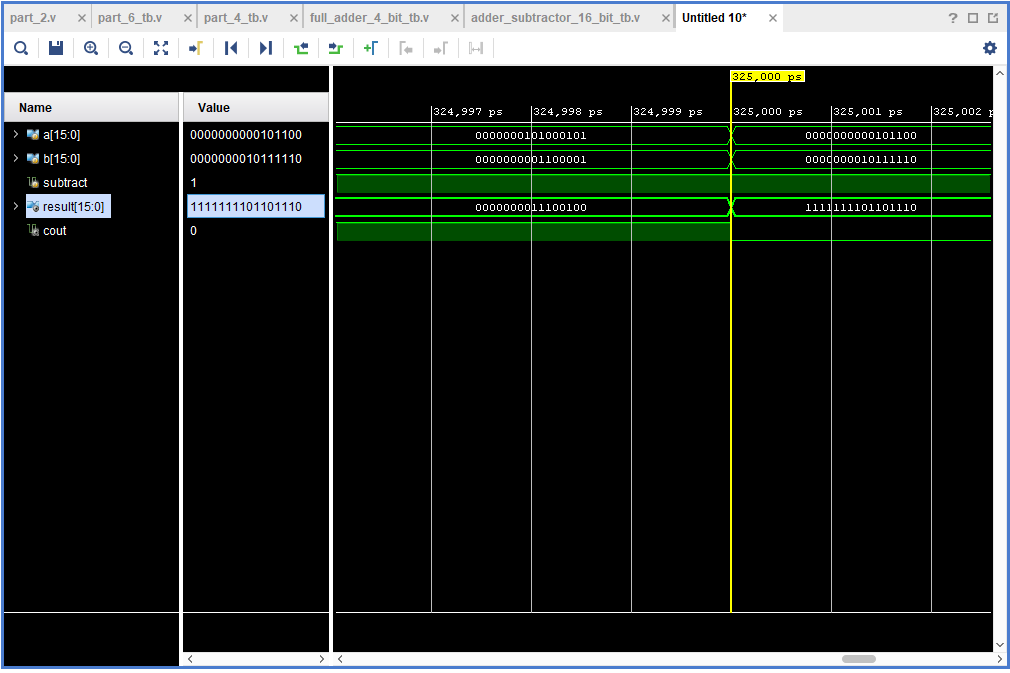 part_2.v × part_6_tb.v × part_4_tb.v × full_adder_4_bit_tb.v × adder_subtractor_16_bit_tb.v × Untitled 10* × ?
325,000 ps
Name Value 324,997 ps 324,998 ps 324,999 ps 325,000 ps 325,001 ps 325,002 p
a[15:0] 0000000000101100 0000000101000101 0000000000101100
b[15:0] 0000000010111110 0000000001100001 0000000010111110
subtract 1
result[15:0] 1111111101101110 0000000011100100 1111111101101110
cout 0